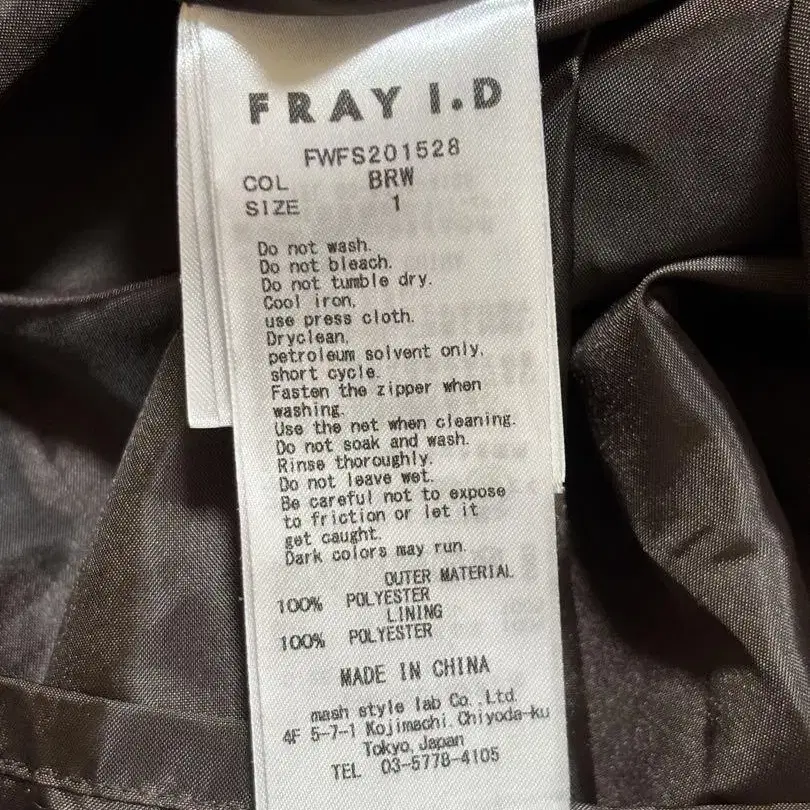 FRAY I.D
FWFS201528
COL BRW
SIZE 1
Do not wash.
Do not bleach.
Do not tumble dry.
Cool iron,
use press cloth.
Dryclean,
petroleum solvent only,
short cycle.
Fasten the zipper when
washing.
Use the net when cleaning.
Do not soak and wash.
Rinse thoroughly.
Do not leave wet.
Be careful not to expose
to friction or let it
get caught.
Dark colors may run.
OUTER MATERIAL
100% POLYESTER
LINING
100% POLYESTER
MADE IN CHINA
mash style lab Co.,Ltd.
4F 5-7-1 Kojimachi,Chiyoda-ku
Tokyo,Japan
TEL 03-5778-4105